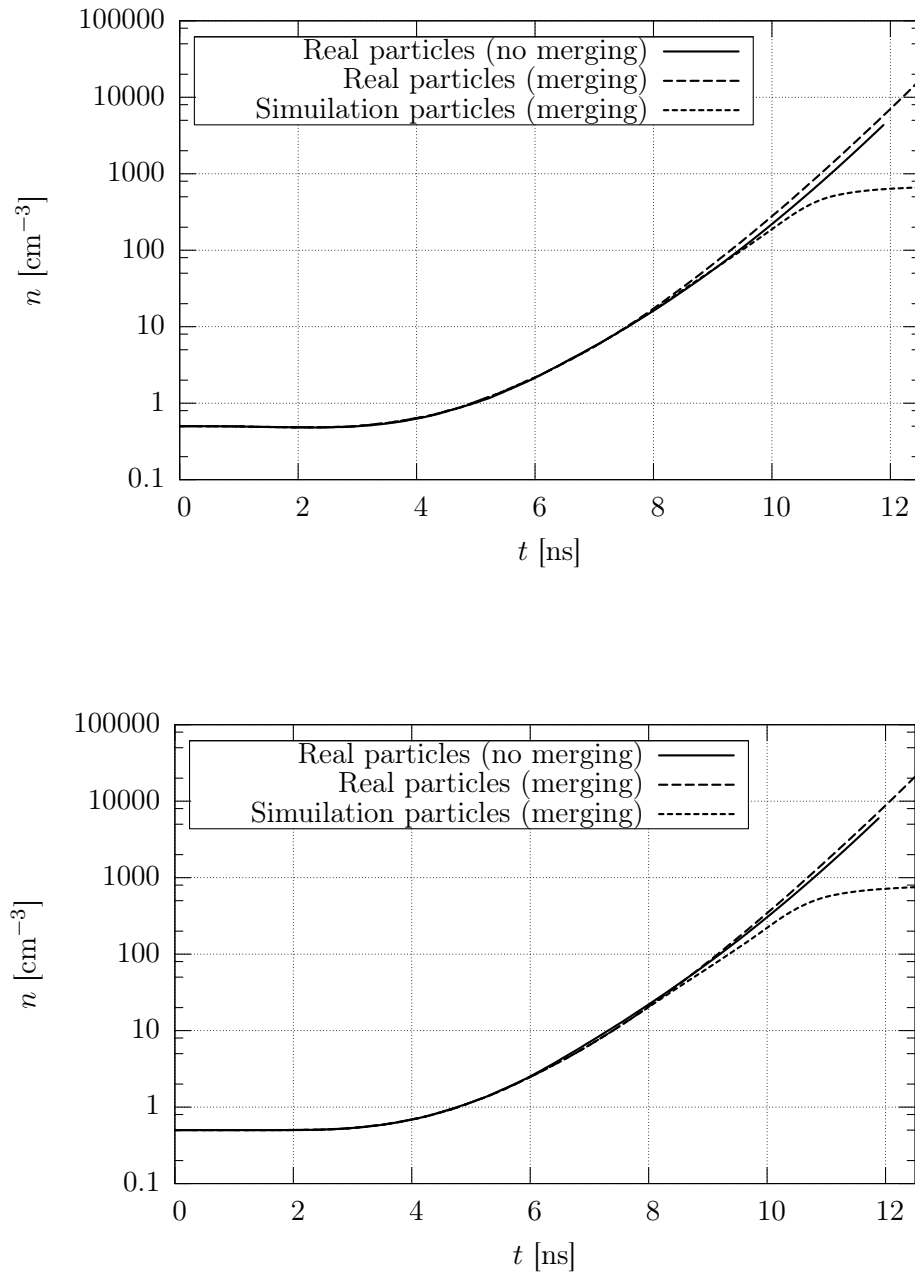 100000
10000
1000
100
10
1
0.1
n [cm−3]
Real particles (no merging)
Real particles (merging)
Simuilation particles (merging)
0 2 4 6 8 10 12
t [ns]
100000
10000
1000
100
10
1
0.1
n [cm−3]
Real particles (no merging)
Real particles (merging)
Simuilation particles (merging)
0 2 4 6 8 10 12
t [ns]